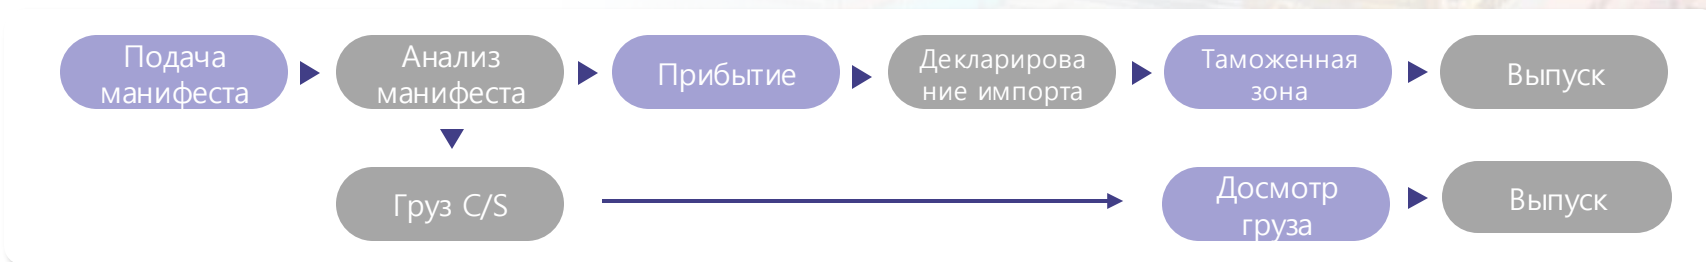 Подача
манифеста
Анализ
манифеста
Прибытие
Декларирова
ние импорта
Таможенная
зона
Выпуск
Груз C/S
Досмотр
груза
Выпуск